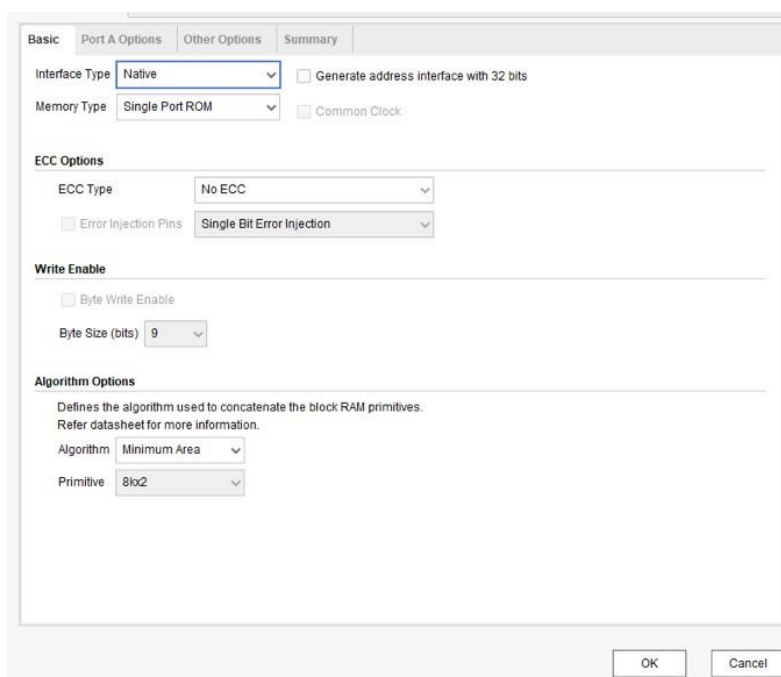 Basic Port A Options Other Options Summary
Interface Type Native Generate address interface with 32 bits
Memory Type Single Port ROM Common Clock
ECC Options
ECC Type No ECC
Error Injection Pins Single Bit Error Injection
Write Enable
Byte Write Enable
Byte Size (bits) 9
Algorithm Options
Defines the algorithm used to concatenate the block RAM primitives.
Refer datasheet for more information.
Algorithm Minimum Area
Primitive 8kx2
OK Cancel